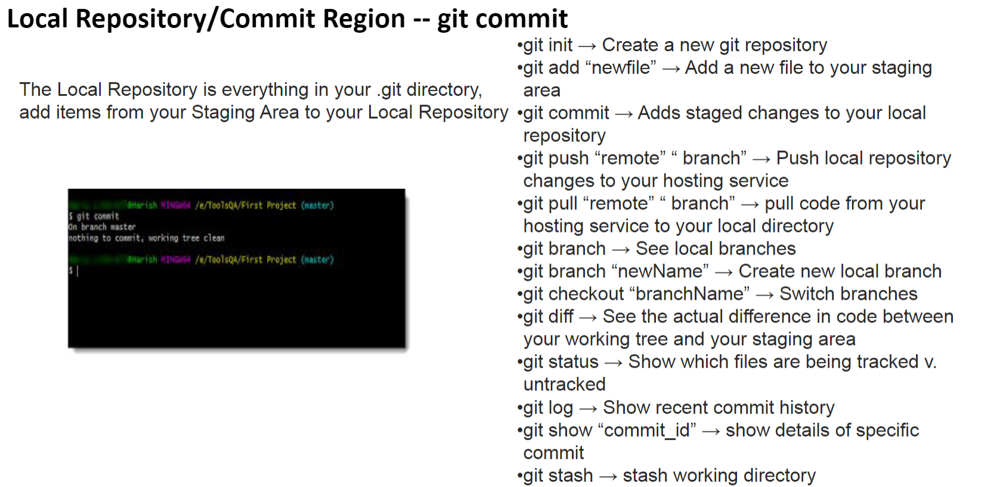 Local Repository/Commit Region -- git commit
The Local Repository is everything in your .git directory,
add items from your Staging Area to your Local Repository
@Harish MINGW64 /e/ToolsQA/First Project (master)
$ git commit
On branch master
nothing to commit, working tree clean
@Harish MINGW64 /e/ToolsQA/First Project (master)
$
•git init → Create a new git repository
•git add “newfile” → Add a new file to your staging
area
•git commit → Adds staged changes to your local
repository
•git push “remote” “ branch” → Push local repository
changes to your hosting service
•git pull “remote” “ branch” → pull code from your
hosting service to your local directory
•git branch → See local branches
•git branch “newName” → Create new local branch
•git checkout “branchName” → Switch branches
•git diff → See the actual difference in code between
your working tree and your staging area
•git status → Show which files are being tracked v.
untracked
•git log → Show recent commit history
•git show “commit_id” → show details of specific
commit
•git stash → stash working directory